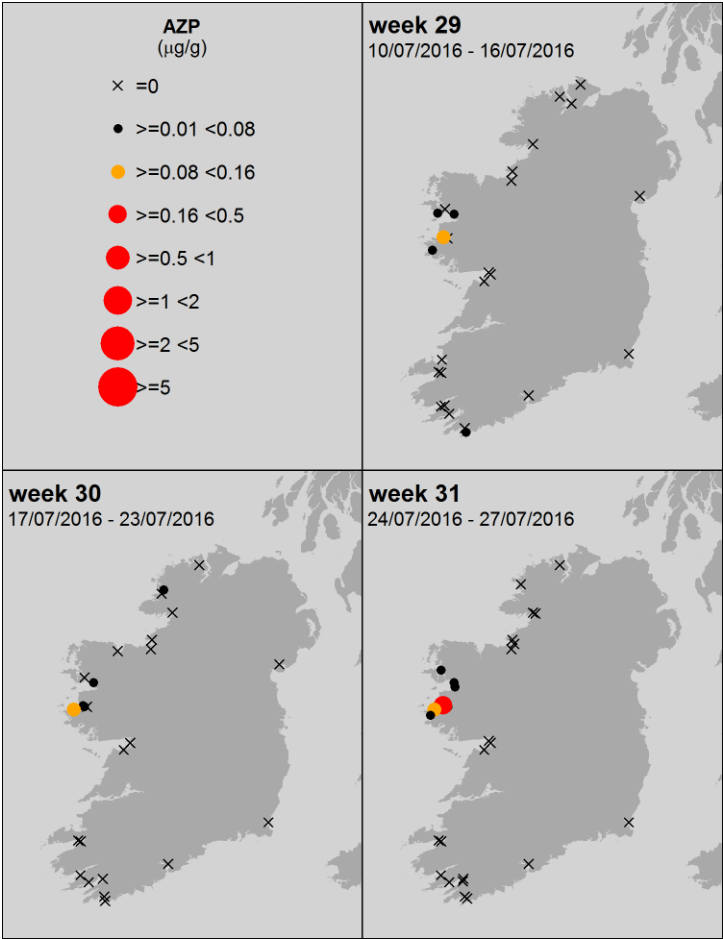 AZP
(µg/g)
=0
>=0.01 <0.08
>=0.08 <0.16
>=0.16 <0.5
>=0.5 <1
>=1 <2
>=2 <5
>=5
week 29
10/07/2016 - 16/07/2016
week 30
17/07/2016 - 23/07/2016
week 31
24/07/2016 - 27/07/2016